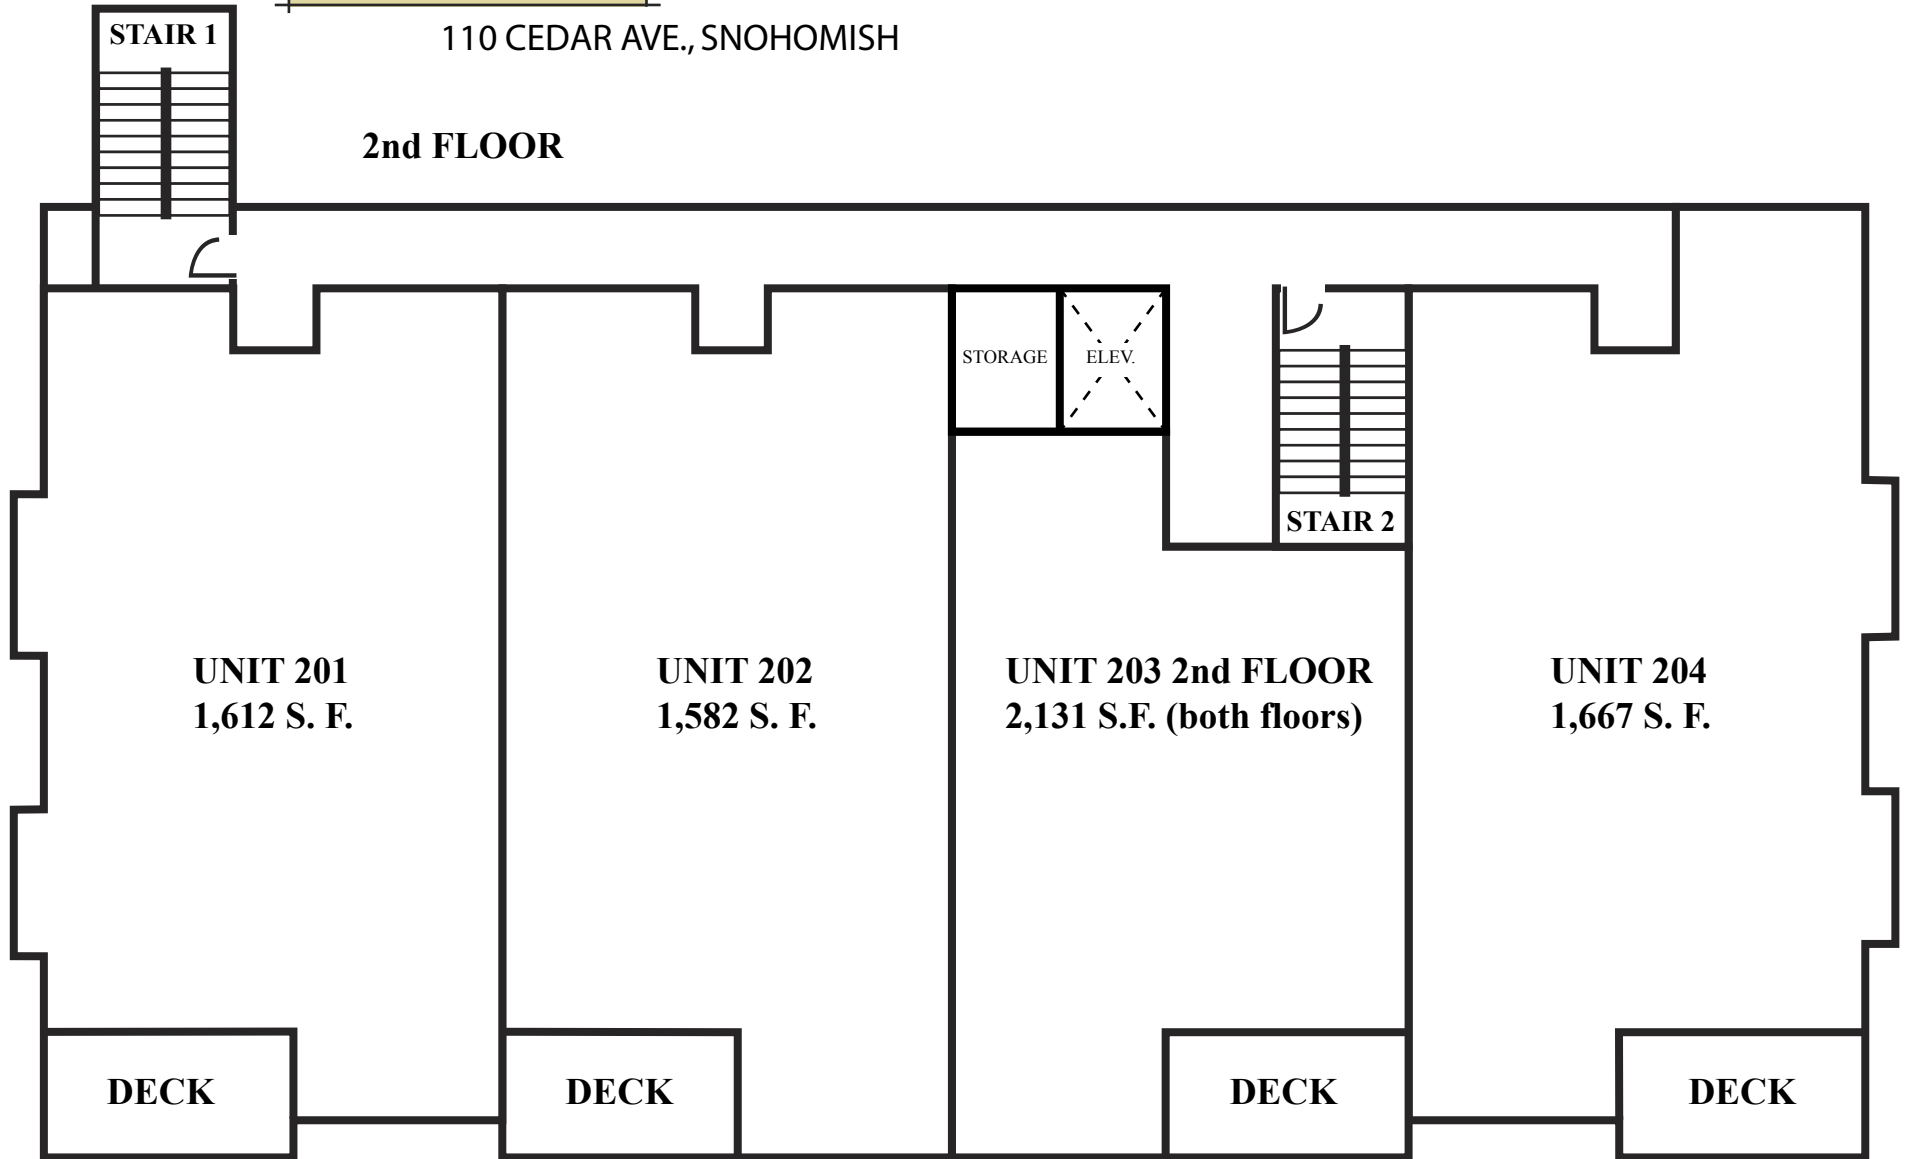 STAIR 1
110 CEDAR AVE., SNOHOMISH
2nd FLOOR
STORAGE
ELEV.
STAIR 2
UNIT 201
1,612 S. F.
UNIT 202
1,582 S. F.
UNIT 203 2nd FLOOR
2,131 S.F. (both floors)
UNIT 204
1,667 S. F.
DECK
DECK
DECK
DECK